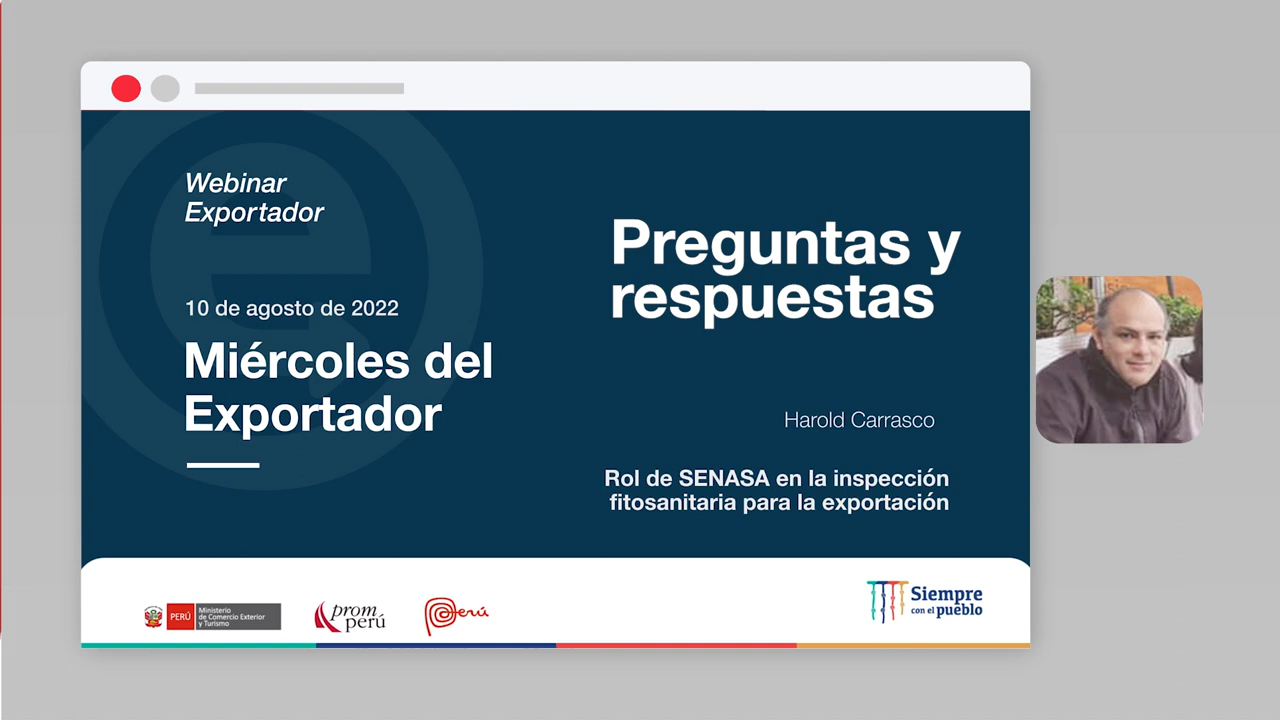 Webinar
Exportador
10 de agosto de 2022
Miércoles del
Exportador
Preguntas y
respuestas
Harold Carrasco
Rol de SENASA en la inspección
fitosanitaria para la exportación
PERÚ
Ministerio
de Comercio Exterior
y Turismo
prom
perú
Perú
Siempre
con el pueblo